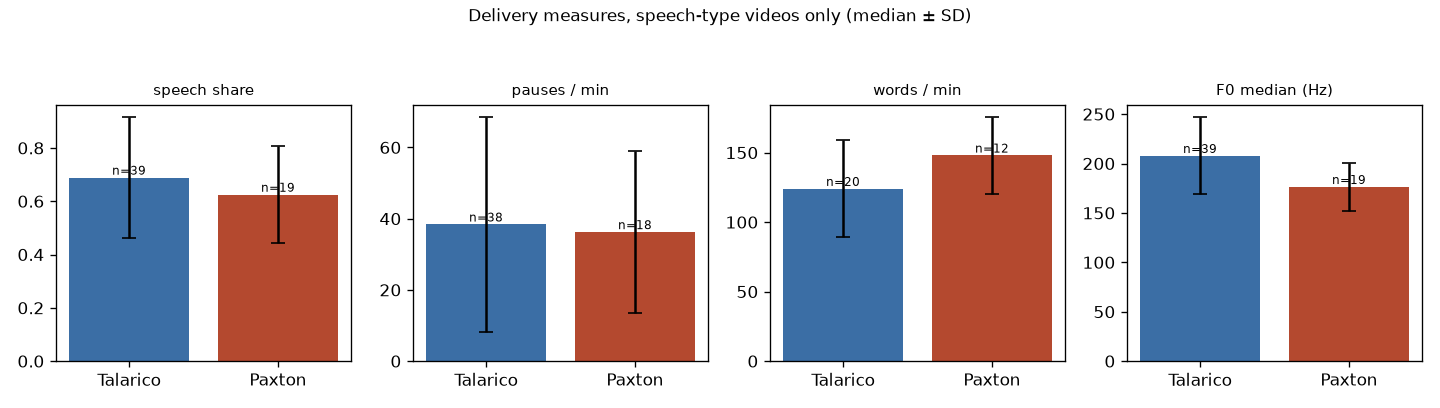 Delivery measures, speech-type videos only (median ± SD)
speech share
0.8
0.6
0.4
0.2
0.0
n=39
n=19
Talarico
Paxton
pauses / min
60
40
20
0
n=38
n=18
Talarico
Paxton
words / min
150
100
50
0
n=20
n=12
Talarico
Paxton
F0 median (Hz)
250
200
150
100
50
0
n=39
n=19
Talarico
Paxton